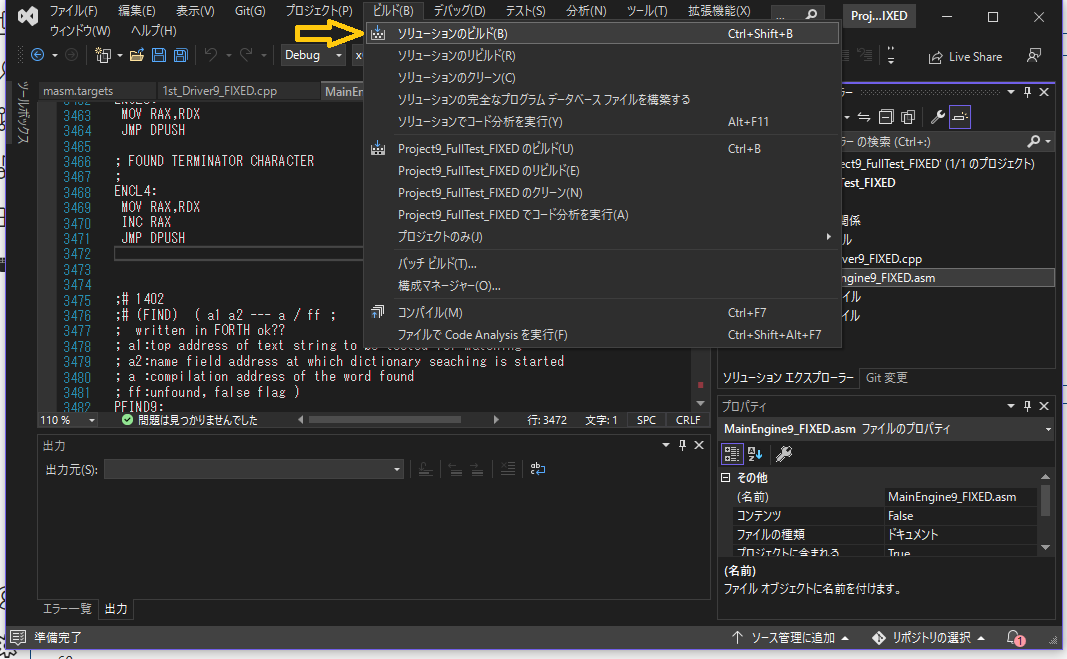 ファイル(F) 編集(E) 表示(V) Git(G) プロジェクト(P) ビルド(B) デバッグ(D) テスト(S) 分析(N) ツール(T) 拡張機能(X) ... Proj...IXED
ウィンドウ(W) ヘルプ(H)
ソリューションのビルド(B) Ctrl+Shift+B
Debug
ソリューションのリビルド(R)
Live Share
ソリューションのクリーン(C)
ツールボックス
masm.targets 1st_Driver9_FIXED.cpp MainEn
ソリューションの完全なプログラム データベース ファイルを構築する
ソリューションでコード分析を実行(Y) Alt+F11
Project9_FullTest_FIXED のビルド(U) Ctrl+B
Project9_FullTest_FIXED のリビルド(E)
Project9_FullTest_FIXED のクリーン(N)
Project9_FullTest_FIXED でコード分析を実行(A)
プロジェクトのみ(J)
バッチ ビルド(T)...
構成マネージャー(O)...
コンパイル(M) Ctrl+F7
ファイルで Code Analysis を実行(F) Ctrl+Shift+Alt+F7
3463 MOV RAX,RDX
3464 JMP DPUSH
3465
3466 ; FOUND TERMINATOR CHARACTER
3467 ;
3468 ENCL4:
3469 MOV RAX,RDX
3470 INC RAX
3471 JMP DPUSH
3472
3473
3474
3475 ;# 1402
3476 ;# (FIND) ( a1 a2 --- a / ff ;
3477 ; written in FORTH ok??
3478 ; a1:top address of text string to be tested for matching
3479 ; a2:name field address at which dictionary seaching is started
3480 ; a :compilation address of the word found
3481 ; ff:unfound, false flag )
3482 PFIND9:
110 % 問題は見つかりませんでした 行: 3472 文字: 1 SPC CRLF
ーの検索 (Ctrl+:)
ect9_FullTest_FIXED' (1/1 のプロジェクト)
Test_FIXED
関係
ル
ver9_FIXED.cpp
ngine9_FIXED.asm
イル
イル
ソリューション エクスプローラー Git 変更
出力
出力元(S):
エラー一覧 出力
プロパティ
MainEngine9_FIXED.asm ファイルのプロパティ
その他
(名前) MainEngine9_FIXED.asm
コンテンツ False
ファイルの種類 ドキュメント
プロジェクトに含まれる True
(名前)
ファイル オブジェクトに名前を付けます。
準備完了 ソース管理に追加 リポジトリの選択 1